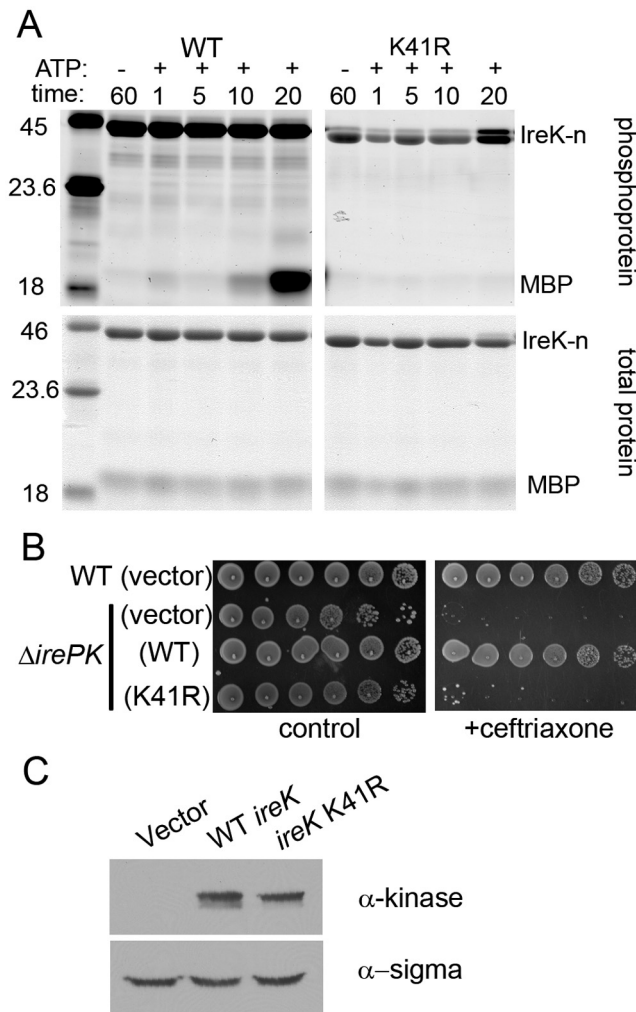 A
WT K41R
ATP: - + + + + - + + + +
time: 60 1 5 10 20 60 1 5 10 20
45 IreK-n
23.6
18 MBP
phosphoprotein
46 IreK-n
23.6
18 MBP
total protein
B
WT (vector)
(vector)
ΔirePK (WT)
(K41R)
control +ceftriaxone
C
Vector WT ireK ireK K41R
α-kinase
α–sigma